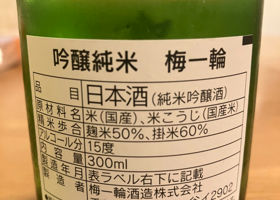 吟醸純米 梅一輪
品目 日本酒(純米吟醸酒)
原材料名 米(国産)、米こうじ(国産米)
精米歩合 麹米50%、掛米60%
アルコール分 15度
内容量 300ml
製造年月 表ラベル右下に記載
製造者 梅一輪酒造株式会社
2902